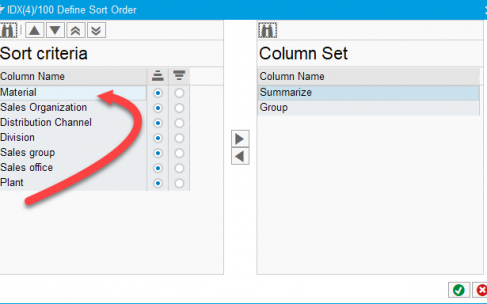 IDX(4)/100 Define Sort Order
Sort criteria
Column Name
Material
Sales Organization
Distribution Channel
Division
Sales group
Sales office
Plant
Column Set
Column Name
Summarize
Group